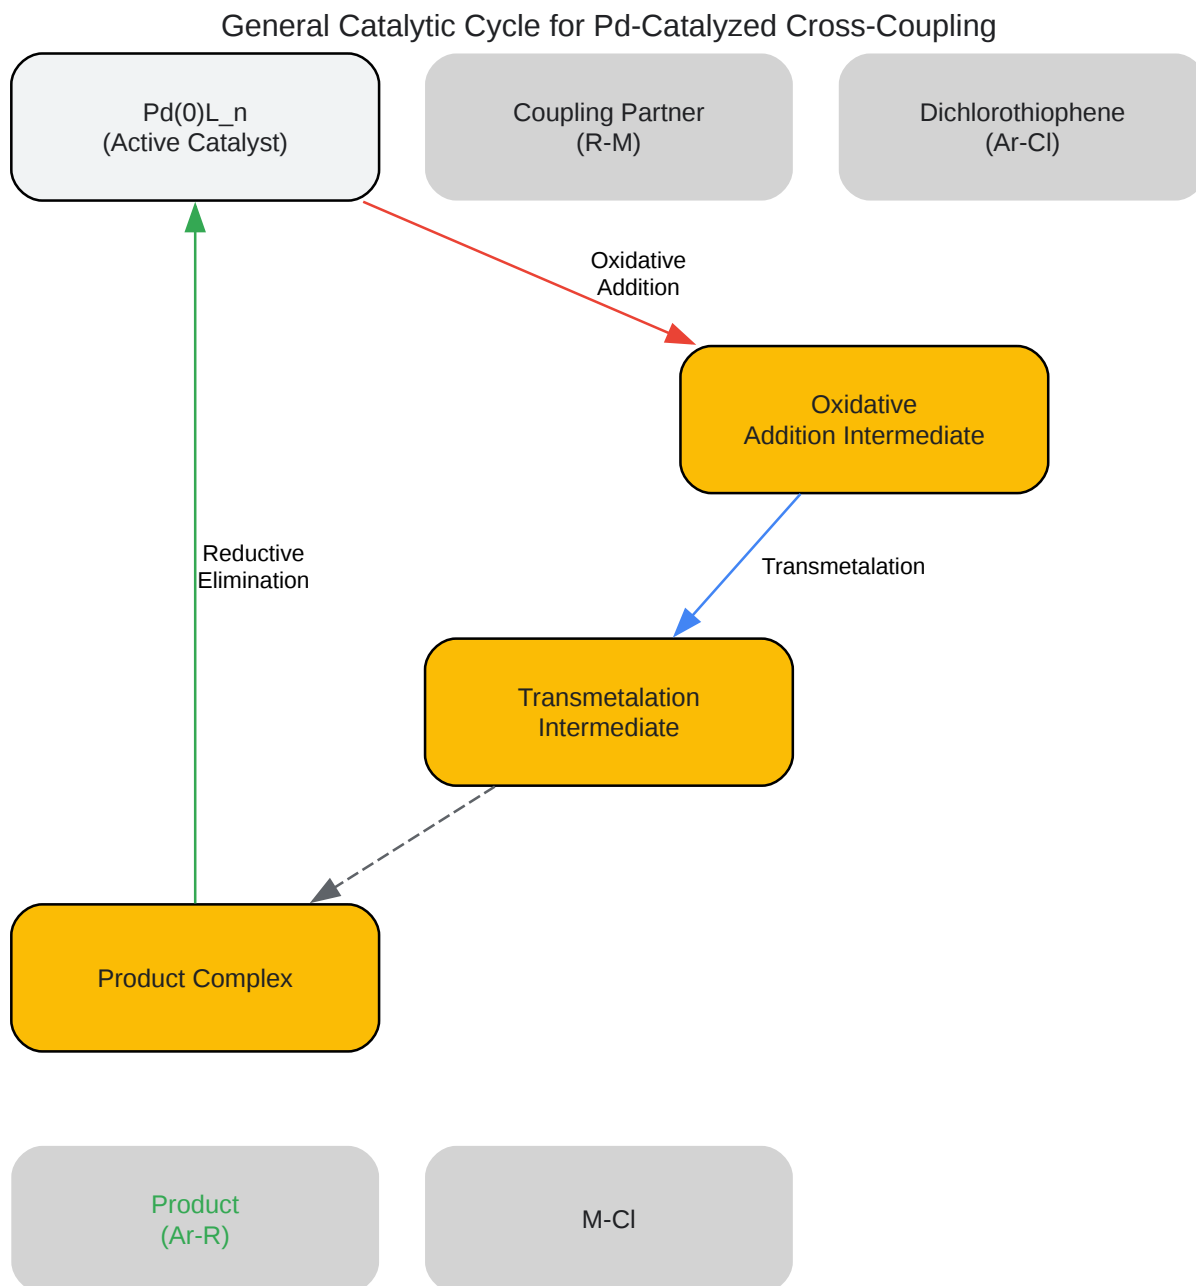 General Catalytic Cycle for Pd-Catalyzed Cross-Coupling
Pd(0)L_n
(Active Catalyst)
Coupling Partner
(R-M)
Dichlorothiophene
(Ar-Cl)
Oxidative
Addition
Oxidative
Addition Intermediate
Reductive
Elimination
Transmetalation
Transmetalation
Intermediate
Product Complex
Product
(Ar-R)
M-Cl